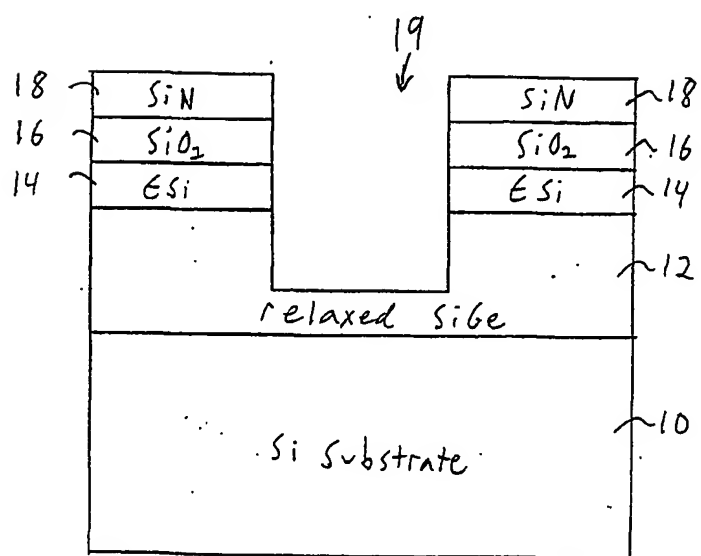 19
18 SiN SiN 18
16 SiO2 SiO2 16
14 ESi ESi 14
12
relaxed SiGe
10
Si Substrate